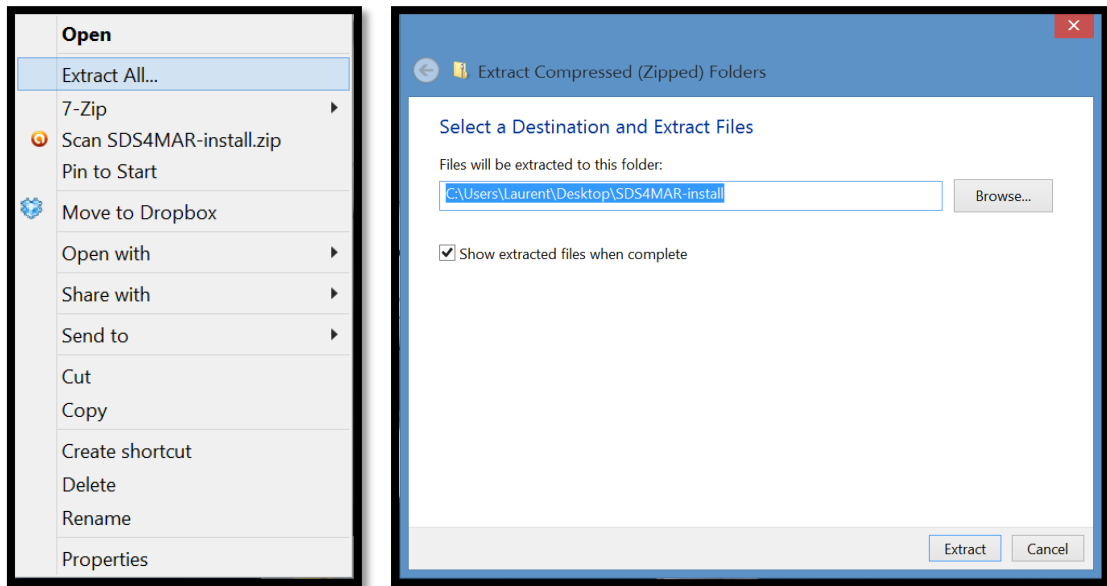 Open
Extract All...
7-Zip
Scan SDS4MAR-install.zip
Pin to Start
Move to Dropbox
Open with
Share with
Send to
Cut
Copy
Create shortcut
Delete
Rename
Properties
Extract Compressed (Zipped) Folders
Select a Destination and Extract Files
Files will be extracted to this folder:
C:\Users\Laurent\Desktop\SDS4MAR-install
Browse...
Show extracted files when complete
Extract
Cancel